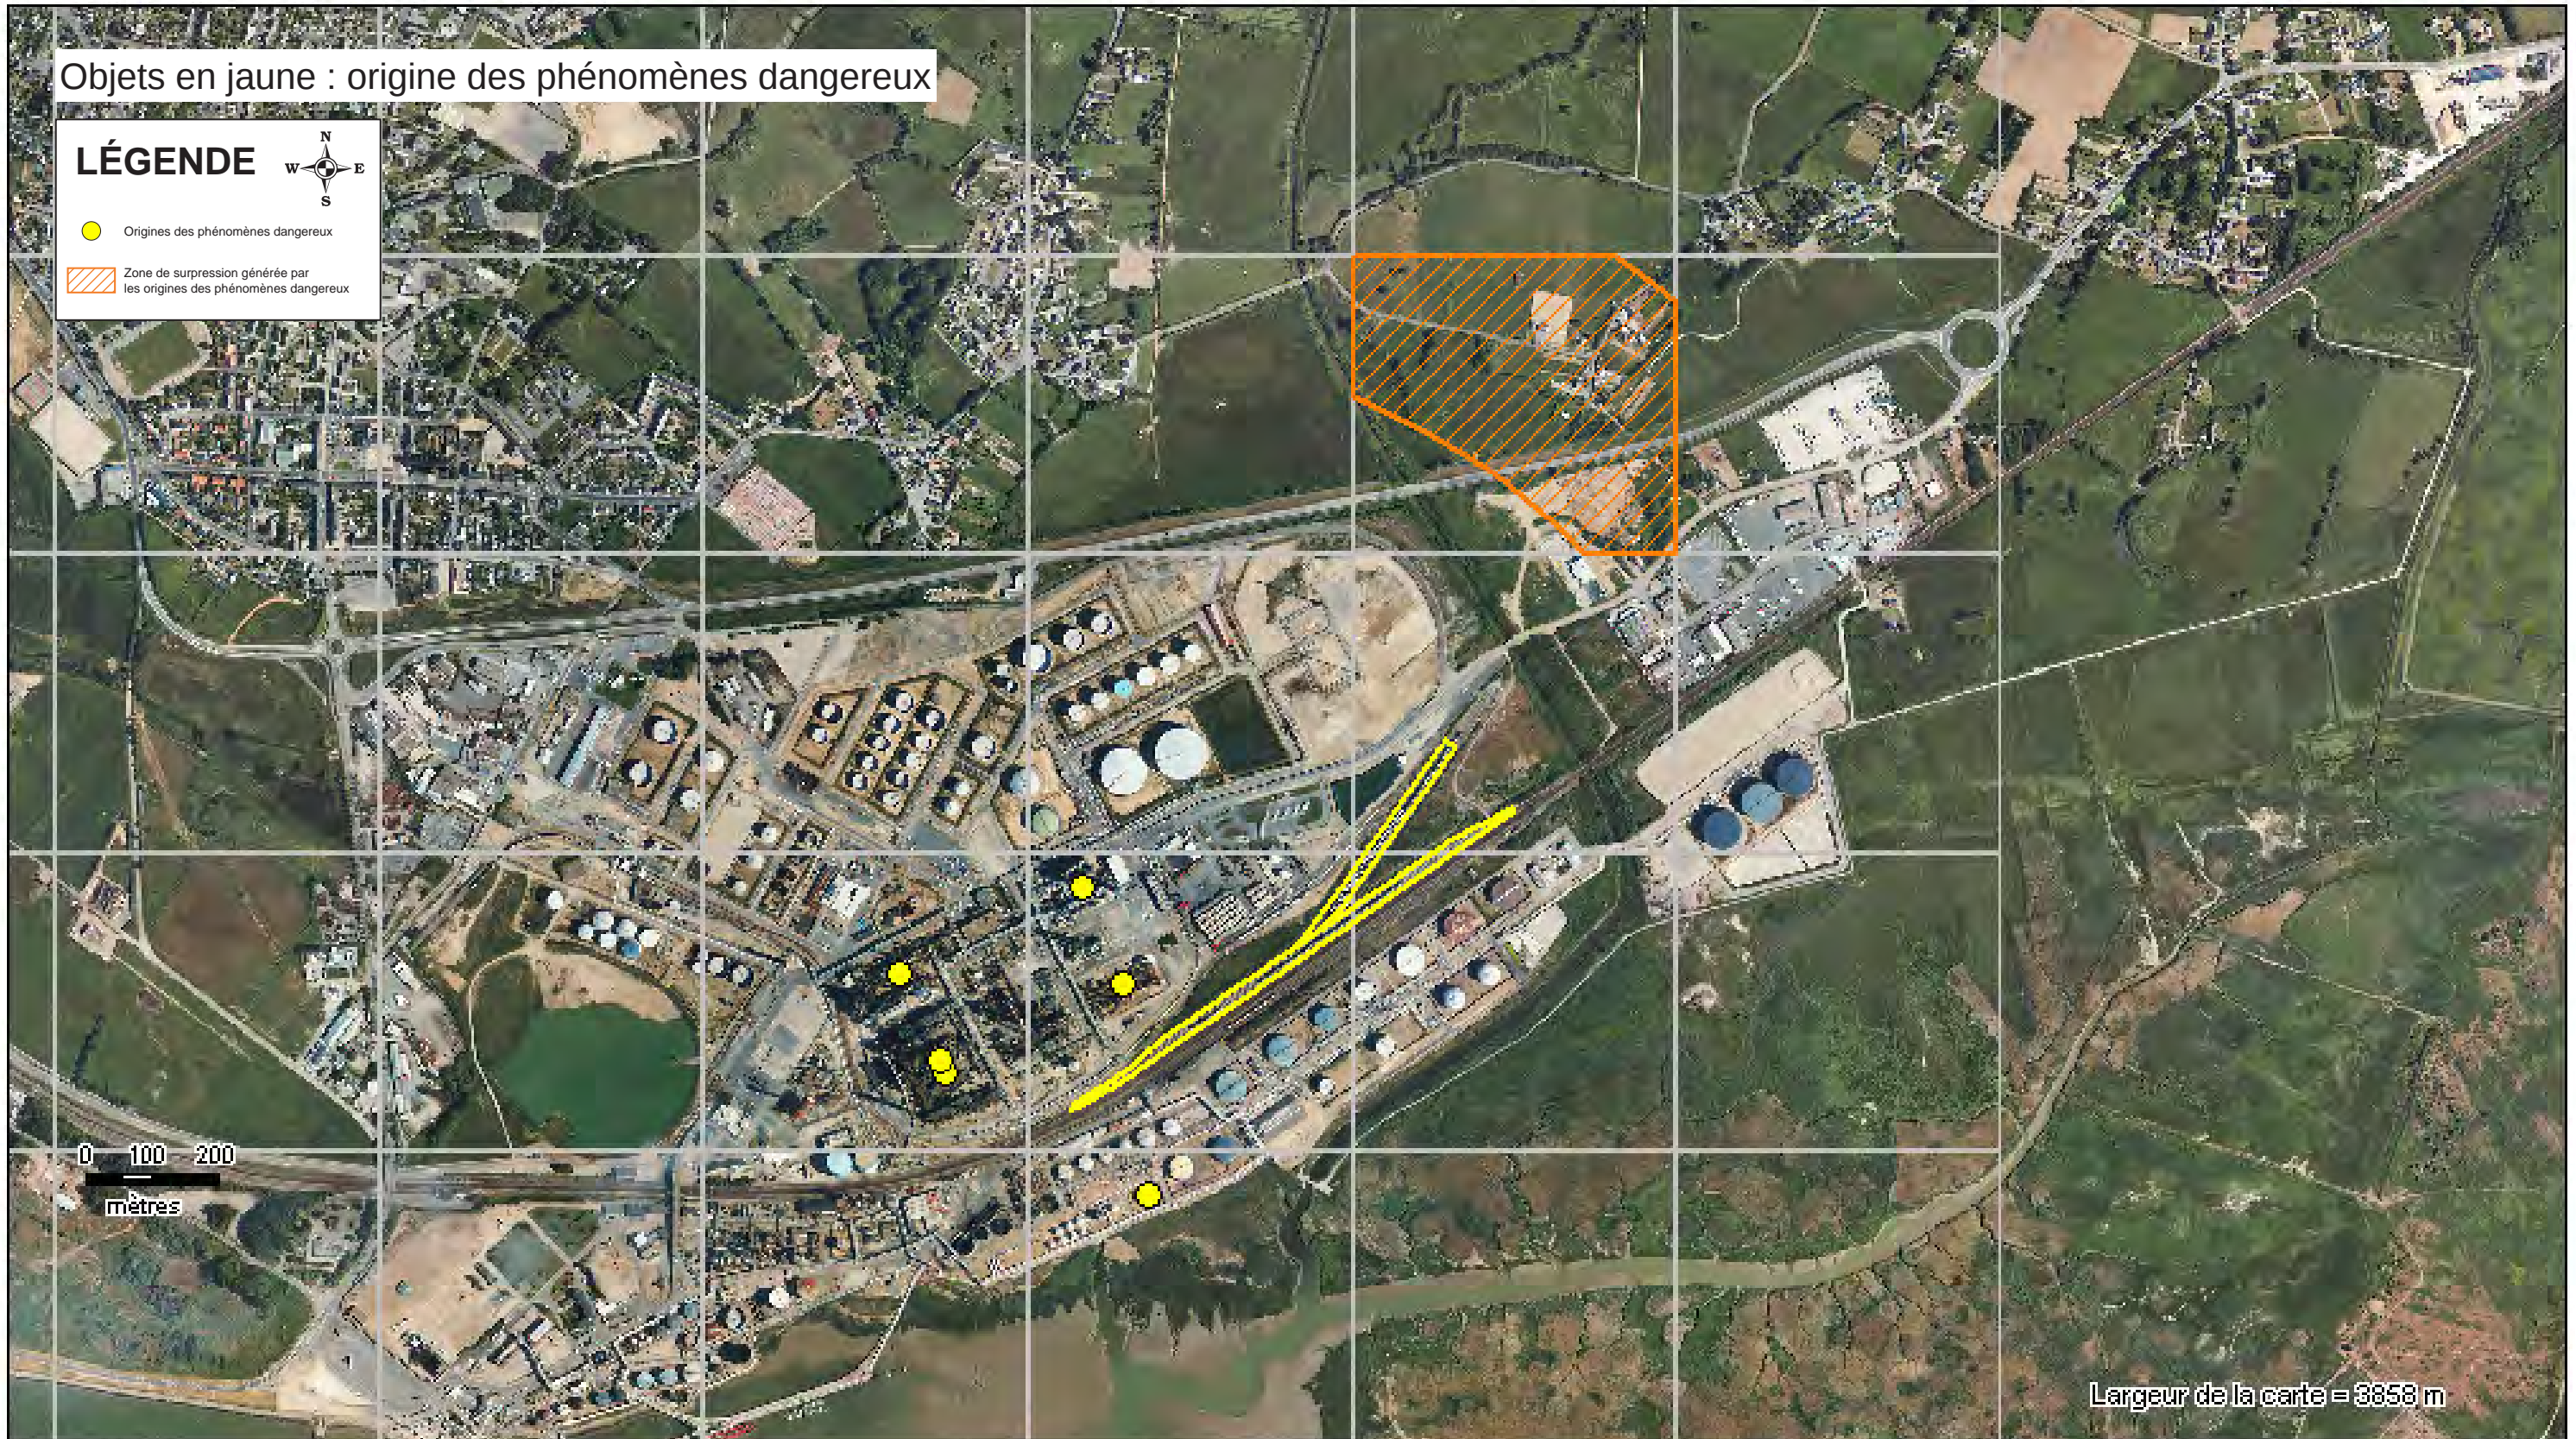 Objets en jaune : origine des phénomènes dangereux
LÉGENDE
N
W E
S
Origines des phénomènes dangereux
Zone de surpression générée par
les origines des phénomènes dangereux
0 100 200
mètres
Largeur de la carte = 3858 m